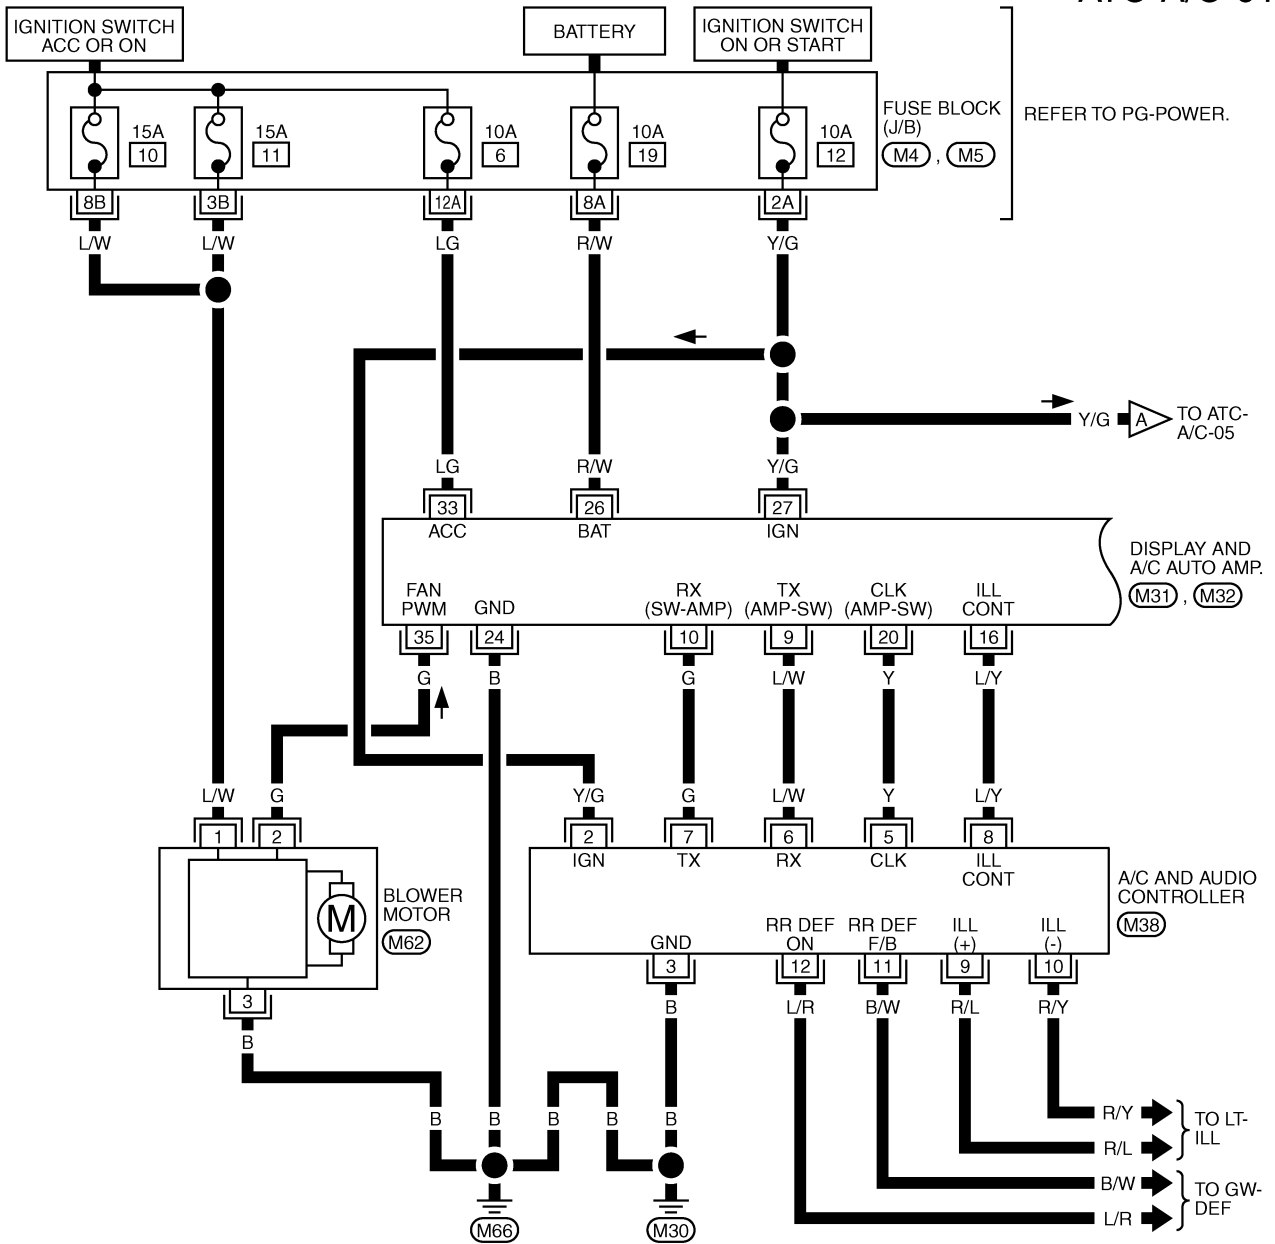 IGNITION SWITCH
ACC OR ON
BATTERY
IGNITION SWITCH
ON OR START
15A
10
15A
11
10A
6
10A
19
10A
12
FUSE BLOCK
(J/B)
M4 , M5
REFER TO PG-POWER.
8B
3B
12A
8A
2A
L/W
L/W
LG
R/W
Y/G
Y/G
A
TO ATC-
A/C-05
LG
R/W
Y/G
33
26
27
ACC
BAT
IGN
DISPLAY AND
A/C AUTO AMP.
M31 , M32
FAN
PWM
GND
RX
(SW-AMP)
TX
(AMP-SW)
CLK
(AMP-SW)
ILL
CONT
35
24
10
9
20
16
G
B
G
L/W
Y
L/Y
L/W
G
Y/G
G
L/W
Y
L/Y
1
2
2
7
6
5
8
IGN
TX
RX
CLK
ILL
CONT
M
BLOWER
MOTOR
M62
A/C AND AUDIO
CONTROLLER
M38
GND
RR DEF
ON
RR DEF
F/B
ILL
(+)
ILL
(-)
3
3
12
11
9
10
B
B
L/R
B/W
R/L
R/Y
B
B
B
B
B
R/Y
R/L
TO LT-
ILL
B/W
L/R
TO GW-
DEF
M66
M30